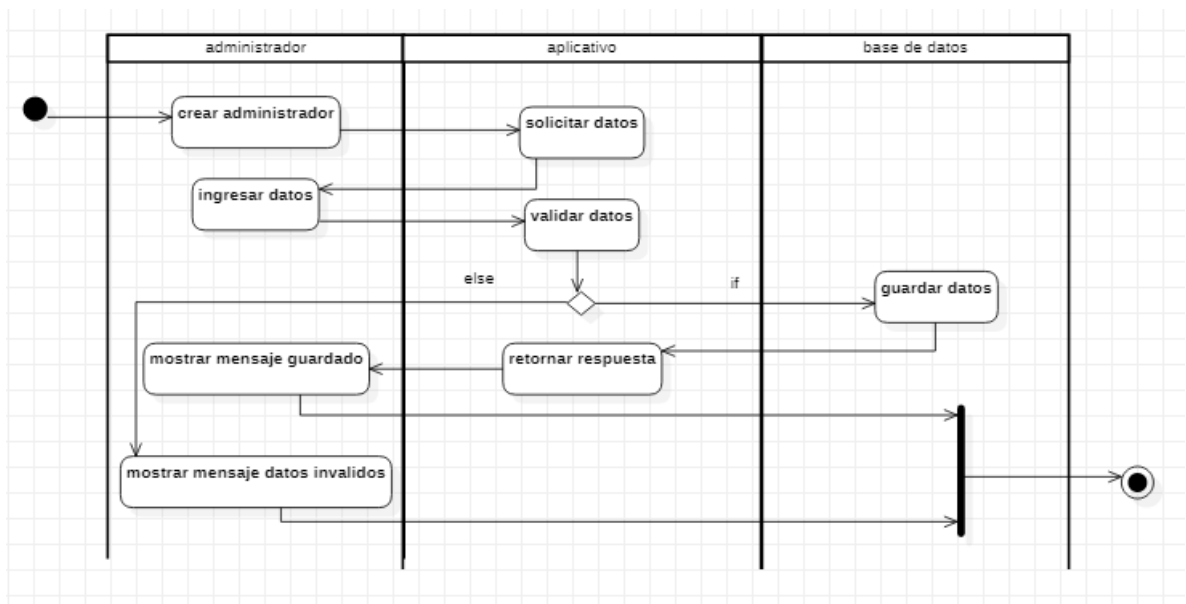 administrador
aplicativo
base de datos
crear administrador
solicitar datos
ingresar datos
validar datos
else
if
guardar datos
mostrar mensaje guardado
retornar respuesta
mostrar mensaje datos invalidos